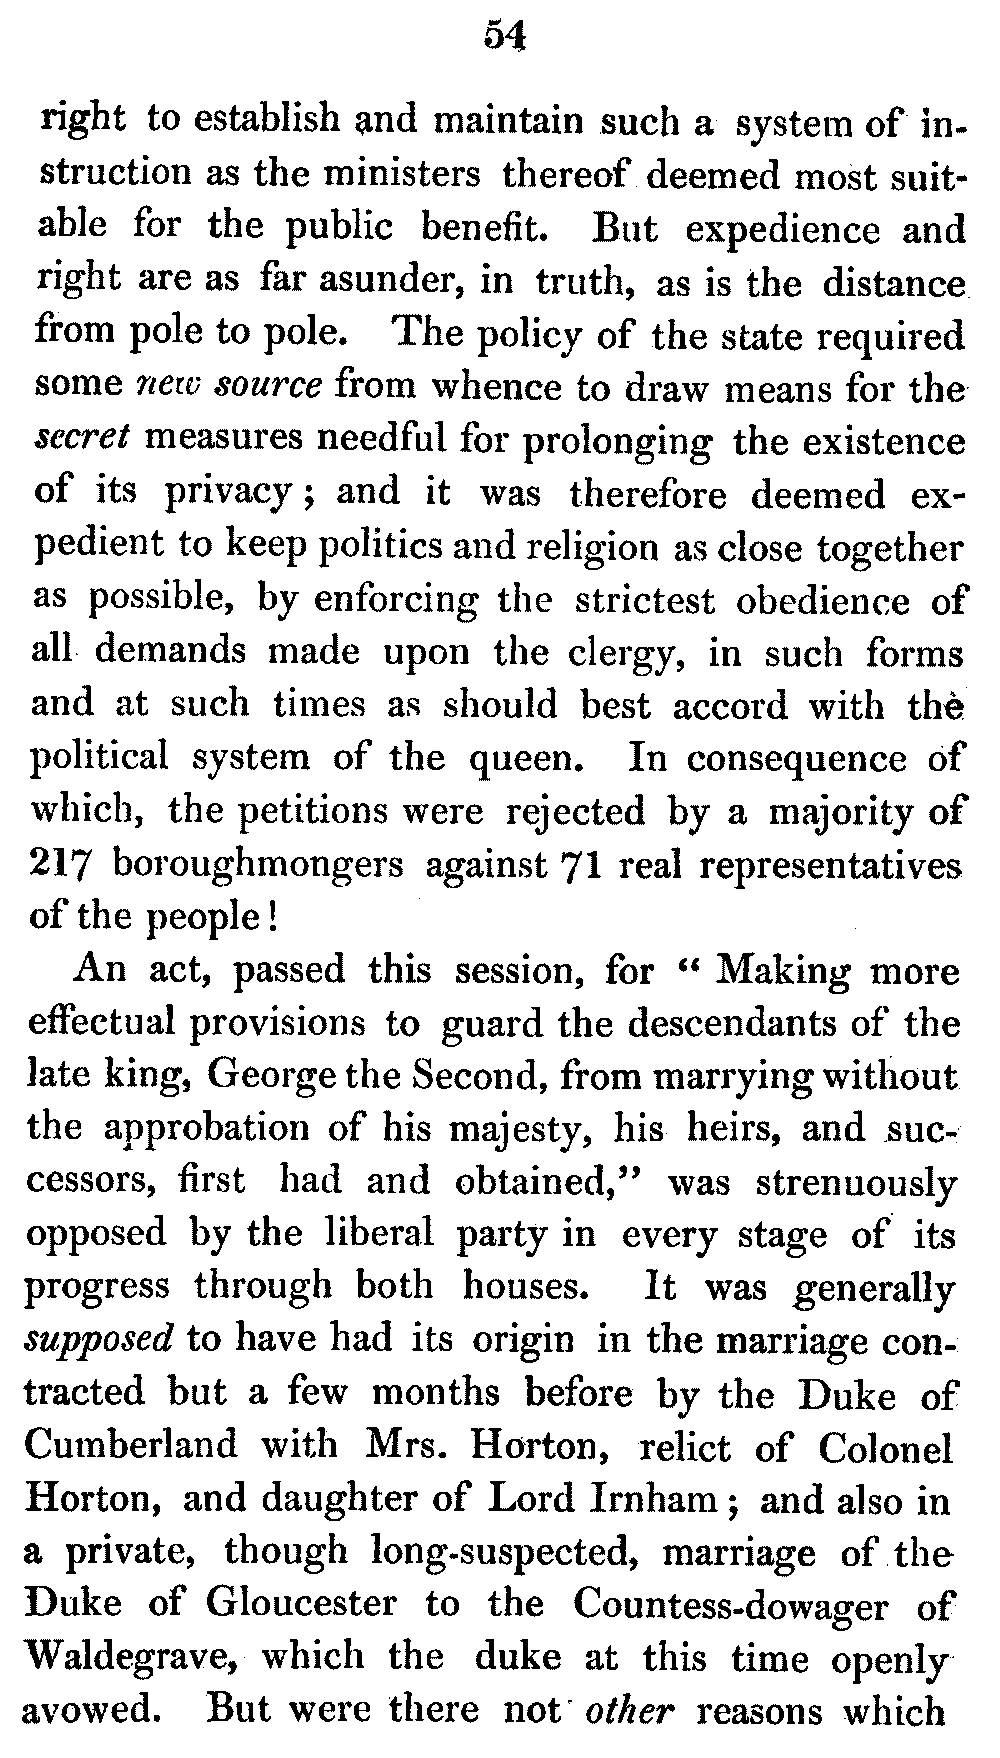 54
right to establish and maintain such a system of in-
struction as the ministers thereof deemed most suit-
able for the public benefit. But expedience and
right are as far asunder, in truth, as is the distance
from pole to pole. The policy of the state required
some new source from whence to draw means for the
secret measures needful for prolonging the existence
of its privacy ; and it was therefore deemed ex-
pedient to keep politics and religion as close together
as possible, by enforcing the strictest obedience of
all demands made upon the clergy, in such forms
and at such times as should best accord with the
political system of the queen. In consequence of
which, the petitions were rejected by a majority of
217 boroughmongers against 71 real representatives
of the people !
An act, passed this session, for “ Making more
effectual provisions to guard the descendants of the
late king, George the Second, from marrying without
the approbation of his majesty, his heirs, and suc-
cessors, first had and obtained,” was strenuously
opposed by the liberal party in every stage of its
progress through both houses. It was generally
supposed to have had its origin in the marriage con-
tracted but a few months before by the Duke of
Cumberland with Mrs. Horton, relict of Colonel
Horton, and daughter of Lord Irnham ; and also in
a private, though long-suspected, marriage of the
Duke of Gloucester to the Countess-dowager of
Waldegrave, which the duke at this time openly
avowed. But were there not other reasons which